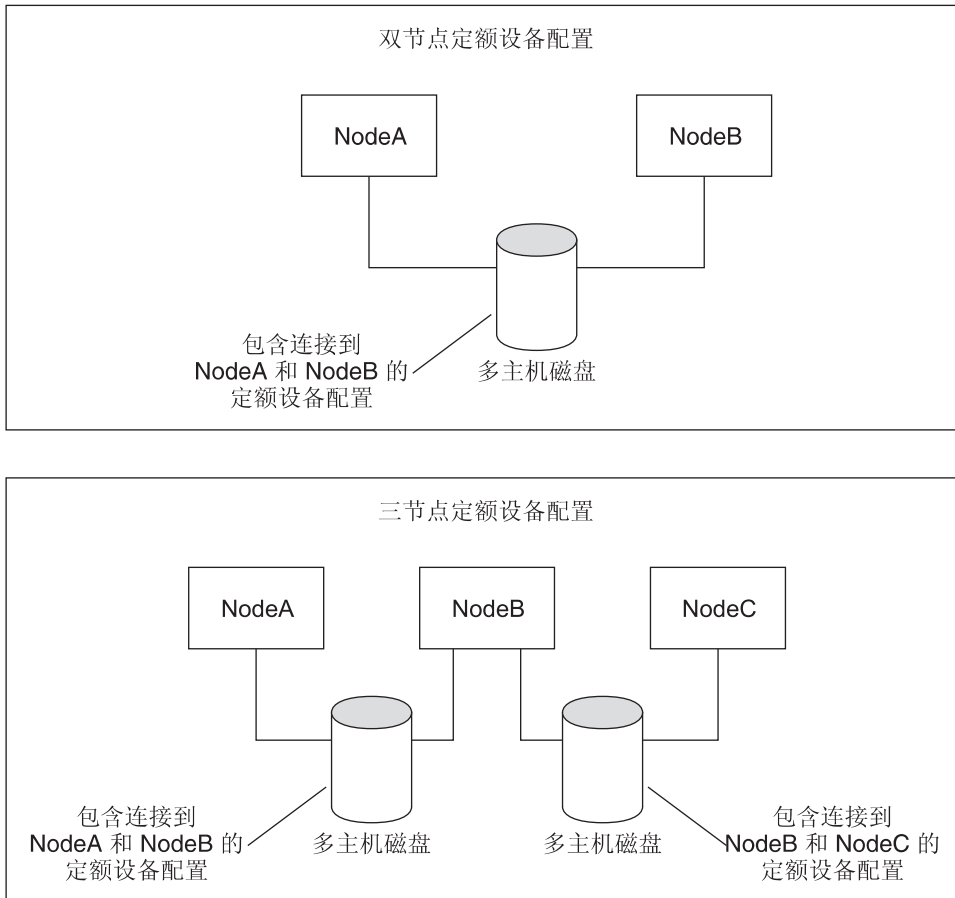 双节点定额设备配置
NodeA
NodeB
包含连接到
NodeA 和 NodeB 的
定额设备配置
多主机磁盘
三节点定额设备配置
NodeA
NodeB
NodeC
包含连接到
NodeA 和 NodeB 的
定额设备配置
多主机磁盘
多主机磁盘
包含连接到
NodeB 和 NodeC 的
定额设备配置